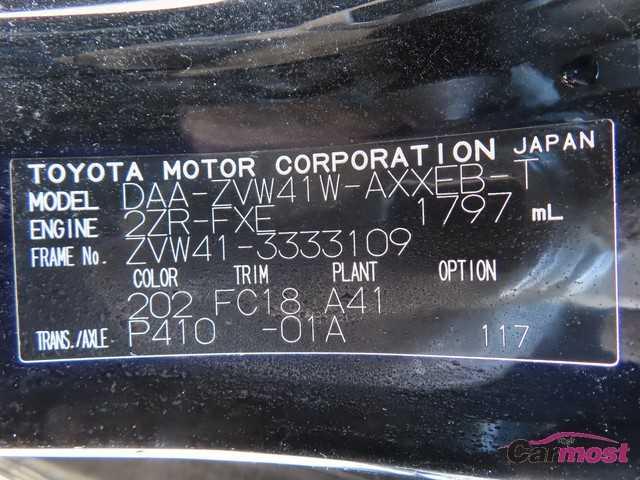 TOYOTA MOTOR CORPORATION JAPAN
MODEL DAA-ZVW41W-AXXEB-T
ENGINE 2ZR-FXE 1797 mL
FRAME No. ZVW41-3333109
COLOR TRIM PLANT OPTION
202 FC18 A41
TRANS./AXLE P410 -01A 117
Carmost